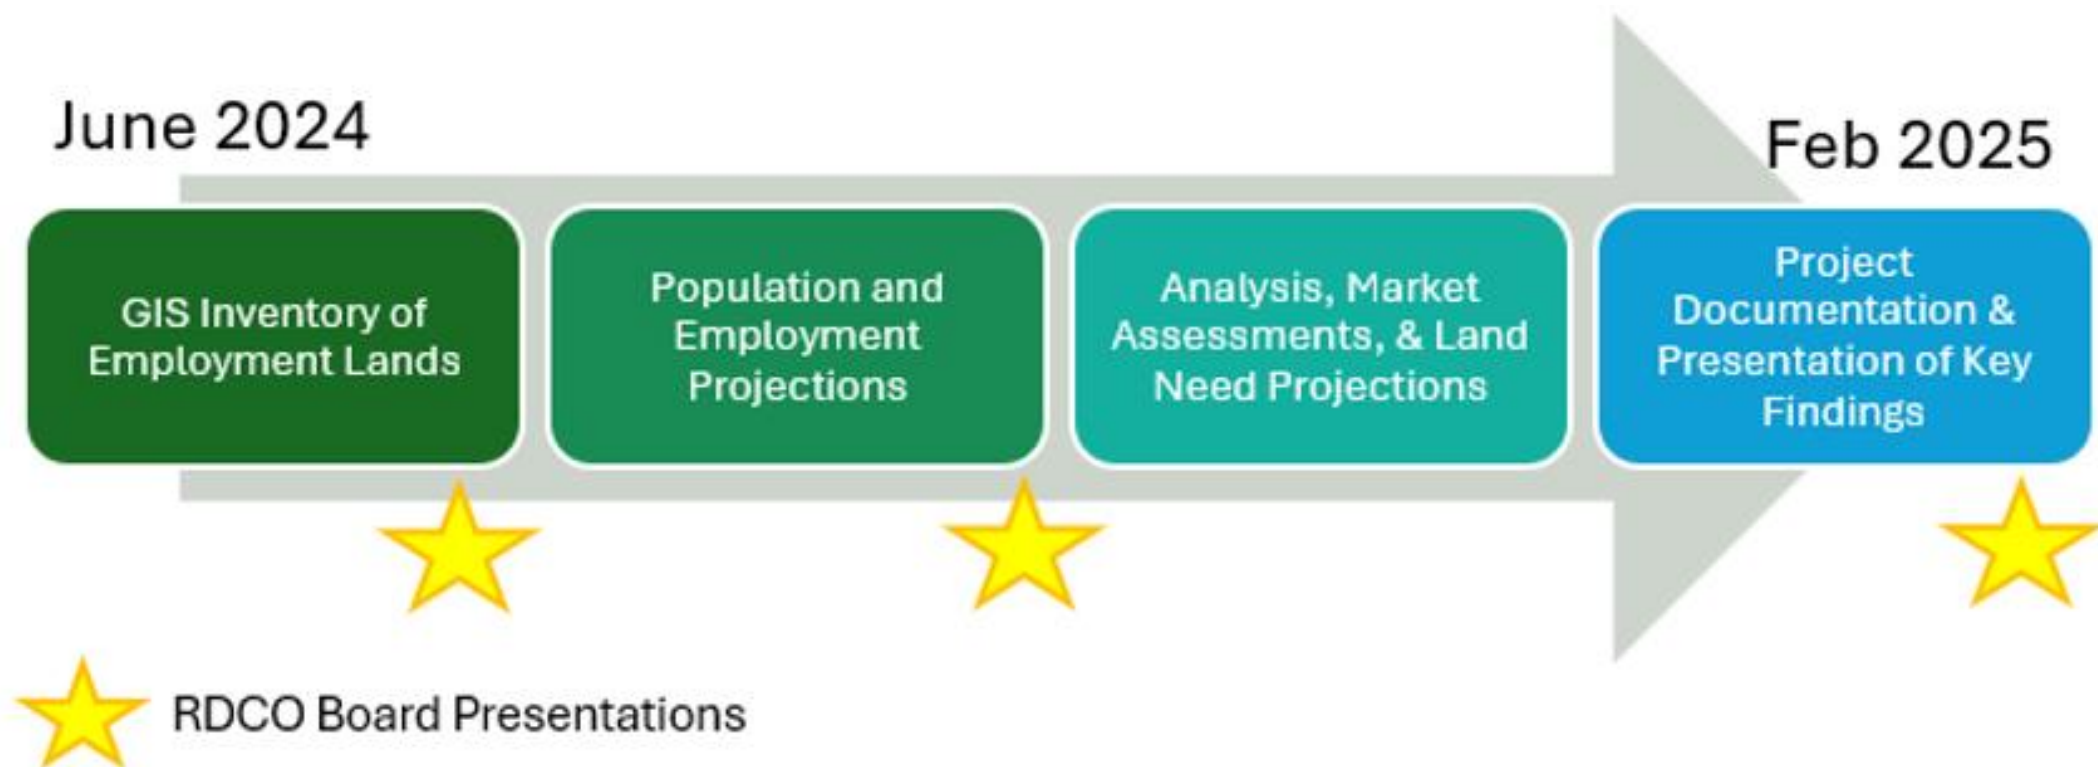 June 2024
Feb 2025
GIS Inventory of
Employment Lands
Population and
Employment
Projections
Analysis, Market
Assessments, & Land
Need Projections
Project
Documentation &
Presentation of Key
Findings
RDCO Board Presentations